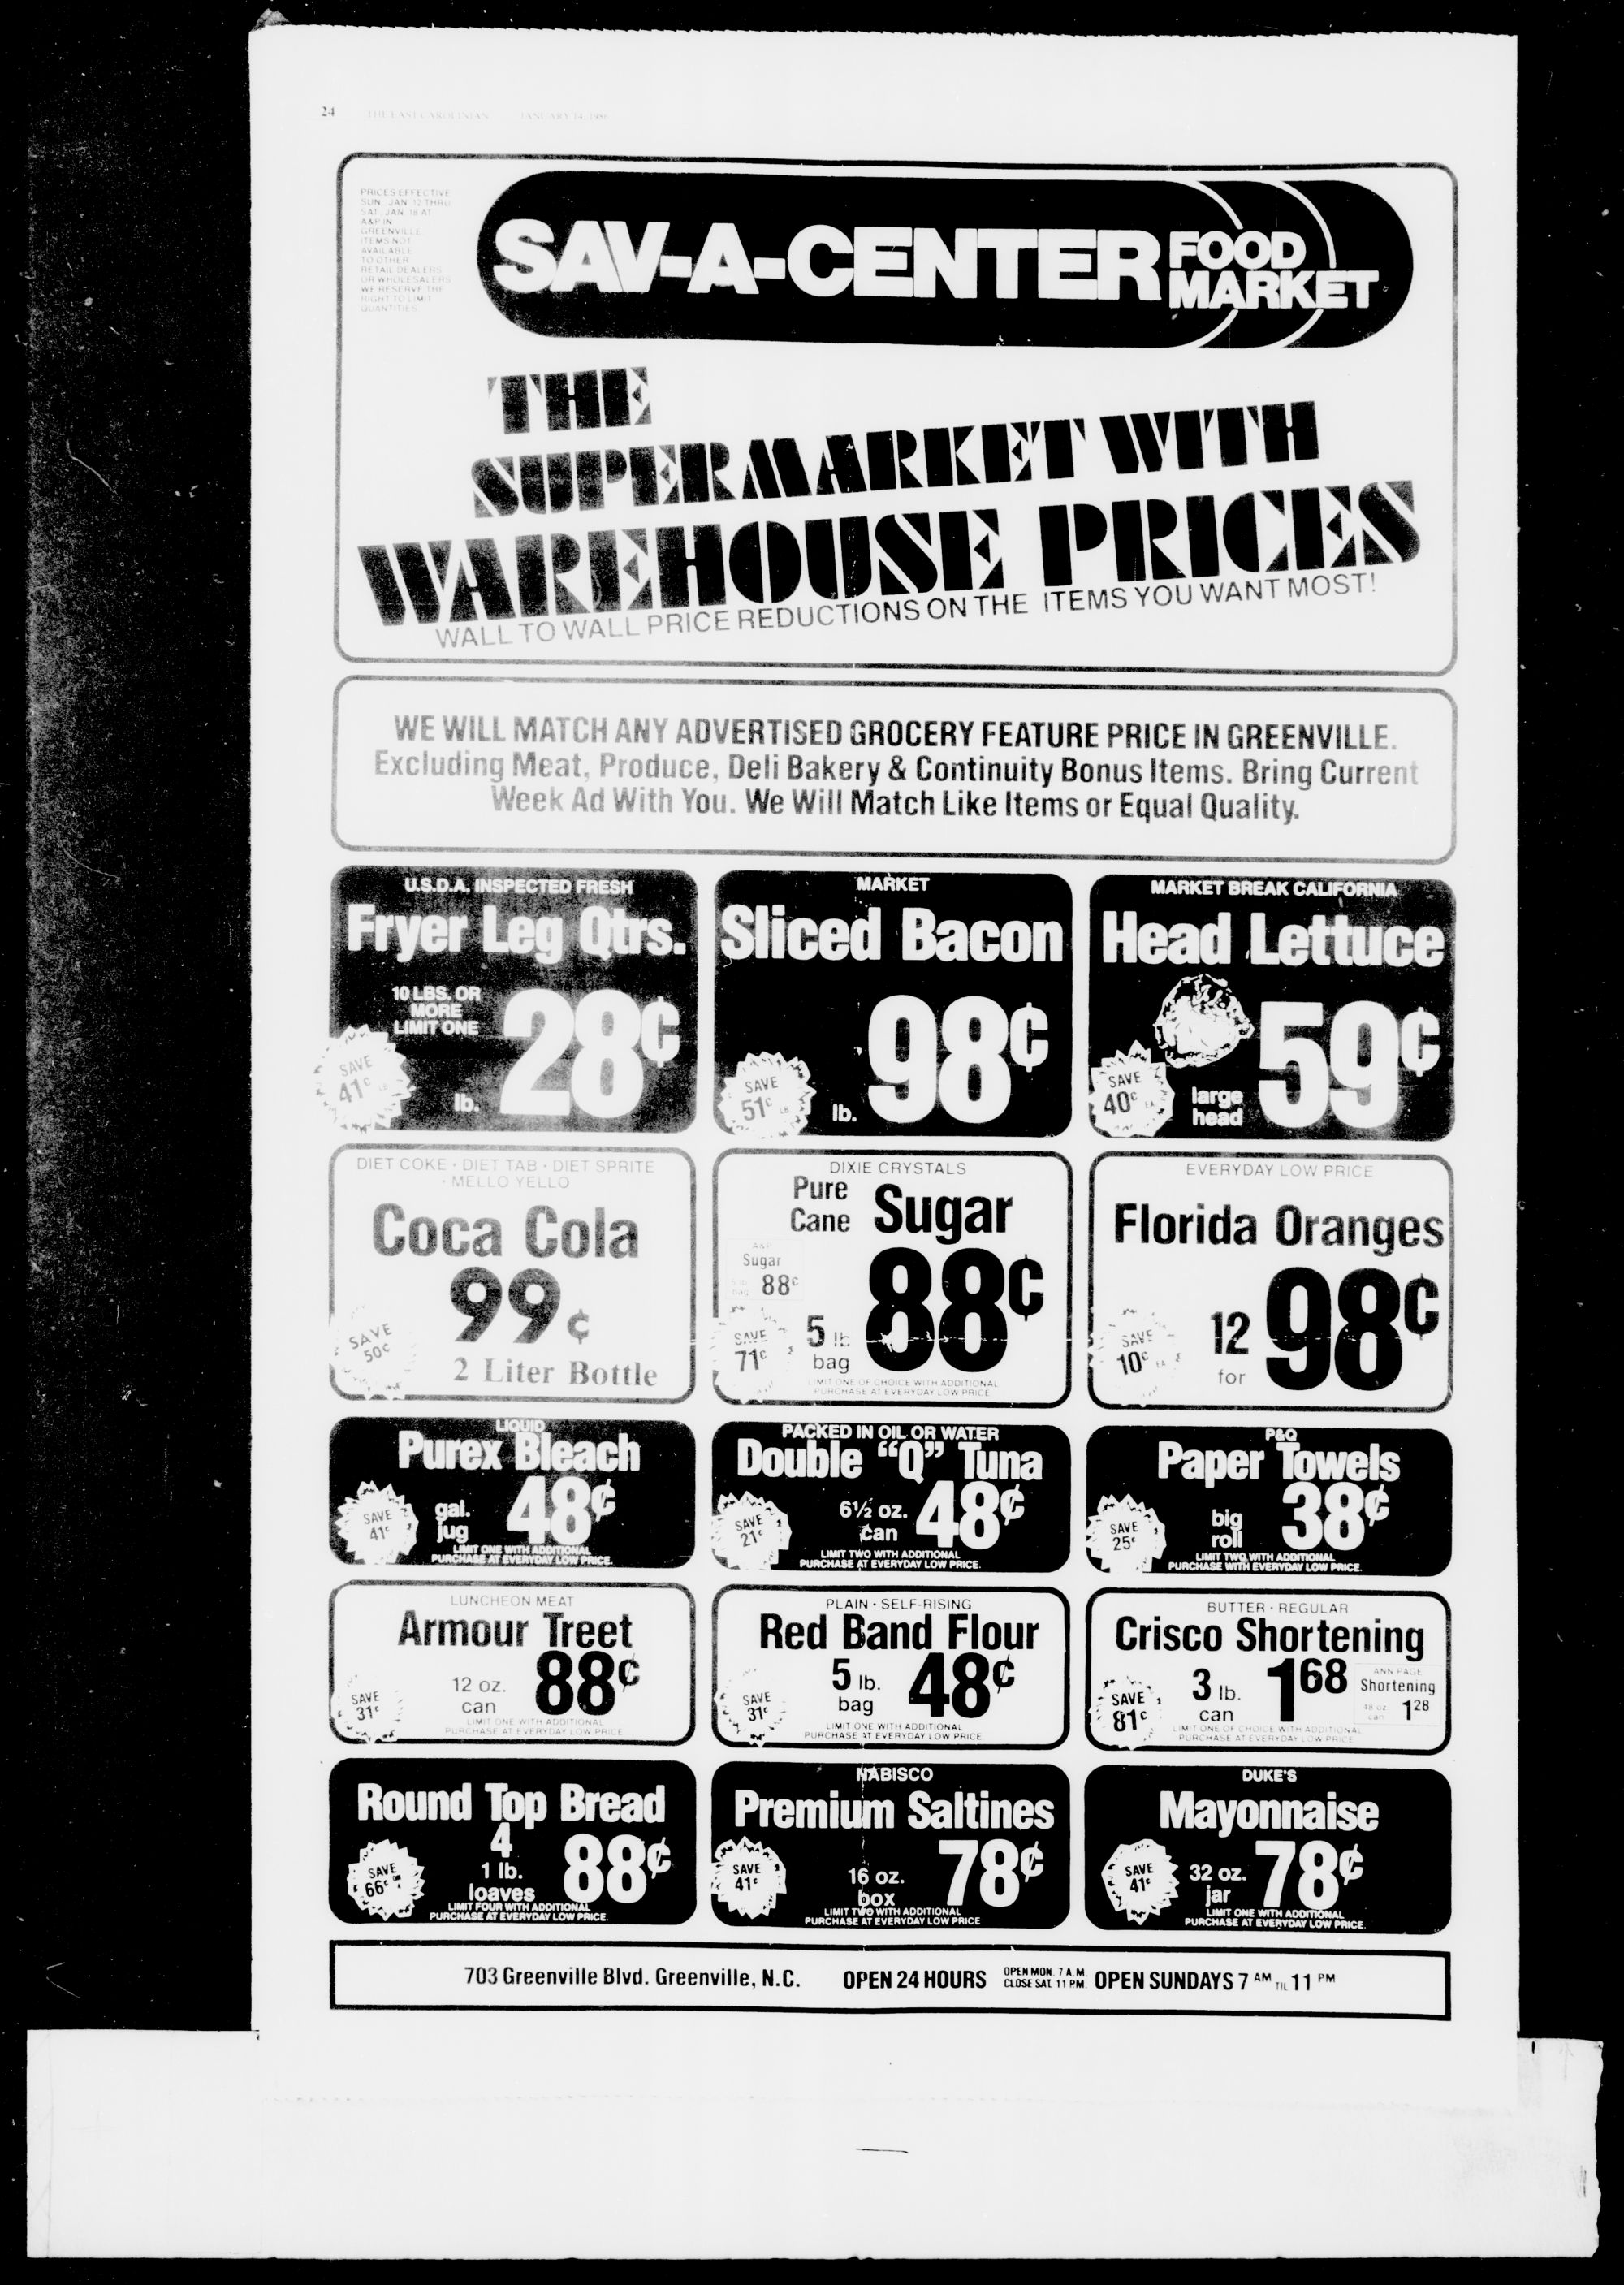 24 THE EAST CAROLINIAN JANUARY 14,
PRICES EFFECTIVE
SUN. JAN 12 THRU
SAT. JAN 18 AT
A&P IN
GREENVILLE
ITEMS NOT
AVAILABLE
TO OTHER
RETAIL DEALERS
OR WHOLESALERS
WE RESERVE THE
RIGHT TO LIMIT
QUANTITIES
SAV-A-CENTER FOOD
MARKET
THE
SUPERMARKET WITH
WAREHOUSE PRICES
WALL TO WALL PRICE REDUCTIONS ON THE ITEMS YOU WANT MOST!
WE WILL MATCH ANY ADVERTISED GROCERY FEATURE PRICE IN GREENVILLE.
Excluding Meat, Produce, Deli Bakery & Continuity Bonus Items. Bring Current
Week Ad With You. We Will Match Like Items or Equal Quality.
U.S.D.A. INSPECTED FRESH
Fryer Leg Qtrs.
10 LBS. OR
MORE
LIMIT ONE
28¢
lb.
SAVE
41¢ LB
MARKET
Sliced Bacon
98¢
lb.
SAVE
51¢ LB
MARKET BREAK CALIFORNIA
Head Lettuce
59¢
large
head
SAVE
40¢ EA
DIET COKE • DIET TAB • DIET SPRITE
• MELLO YELLO
Coca Cola
99¢
2 Liter Bottle
SAVE
50¢
DIXIE CRYSTALS
Pure
Cane
Sugar
88¢
A&P
Sugar
88¢
5 lb
bag
SAVE
71¢
LIMIT ONE OF CHOICE WITH ADDITIONAL
PURCHASE AT EVERYDAY LOW PRICE
EVERYDAY LOW PRICE
Florida Oranges
12
for
98¢
SAVE
10¢ EA
LIQUID
Purex Bleach
gal.
jug
48¢
SAVE
41¢
LIMIT ONE WITH ADDITIONAL
PURCHASE AT EVERYDAY LOW PRICE.
PACKED IN OIL OR WATER
Double “Q” Tuna
6½ oz.
can
48¢
SAVE
21¢
LIMIT TWO WITH ADDITIONAL
PURCHASE AT EVERYDAY LOW PRICE.
P&Q
Paper Towels
big
roll
38¢
SAVE
25¢
LIMIT TWO WITH ADDITIONAL
PURCHASE WITH EVERYDAY LOW PRICE.
LUNCHEON MEAT
Armour Treet
12 oz.
can
88¢
SAVE
31¢
LIMIT ONE WITH ADDITIONAL
PURCHASE AT EVERYDAY LOW PRICE
PLAIN • SELF-RISING
Red Band Flour
5 lb.
bag
48¢
SAVE
31¢
LIMIT ONE WITH ADDITIONAL
PURCHASE AT EVERYDAY LOW PRICE
BUTTER • REGULAR
Crisco Shortening
3 lb.
can
168
ANN PAGE
Shortening
48 oz
can
128
SAVE
81¢
LIMIT ONE OF CHOICE WITH ADDITIONAL
PURCHASE AT EVERYDAY LOW PRICE
Round Top Bread
4
1 lb.
loaves
88¢
SAVE
66¢ on 4
LIMIT FOUR WITH ADDITIONAL
PURCHASE AT EVERYDAY LOW PRICE.
NABISCO
Premium Saltines
16 oz.
box
78¢
SAVE
41¢
LIMIT TWO WITH ADDITIONAL
PURCHASE AT EVERYDAY LOW PRICE
DUKE'S
Mayonnaise
32 oz.
jar
78¢
SAVE
41¢
LIMIT ONE WITH ADDITIONAL
PURCHASE AT EVERYDAY LOW PRICE.
703 Greenville Blvd. Greenville, N.C. OPEN 24 HOURS OPEN MON. 7 A.M. CLOSE SAT. 11 P.M. OPEN SUNDAYS 7 AM TIL 11 PM